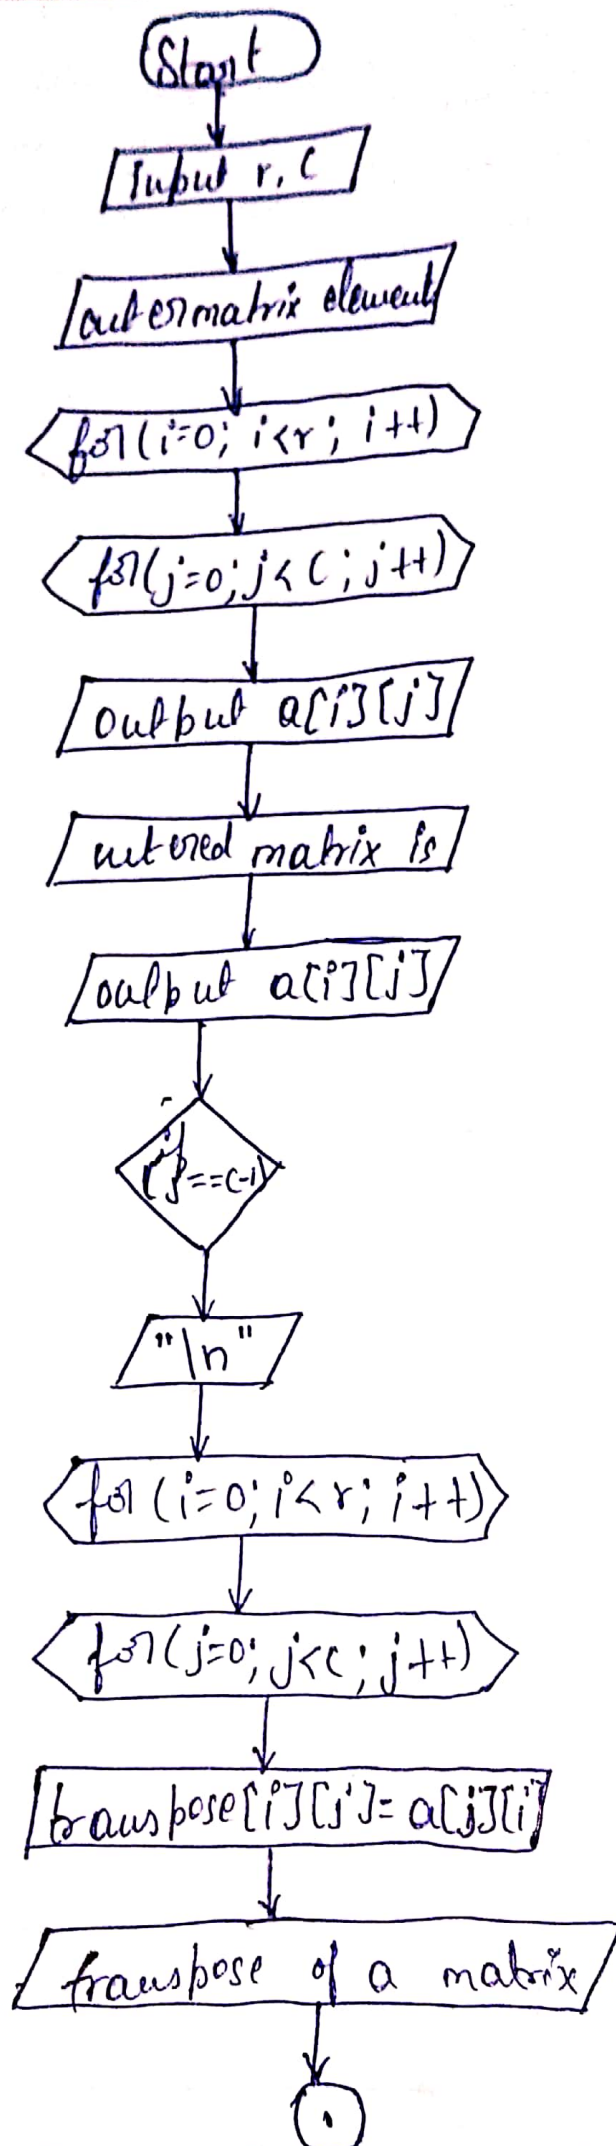 Start
Input r, c
enter matrix elements
for(i=0; i<r; i++)
for(j=0; j<c; j++)
output a[i][j]
entered matrix is
output a[i][j]
(j==c-1)
"\n"
for (i=0; i<r; i++)
for(j=0; j<c; j++)
transpose[i][j]= a[j][i]
transpose of a matrix